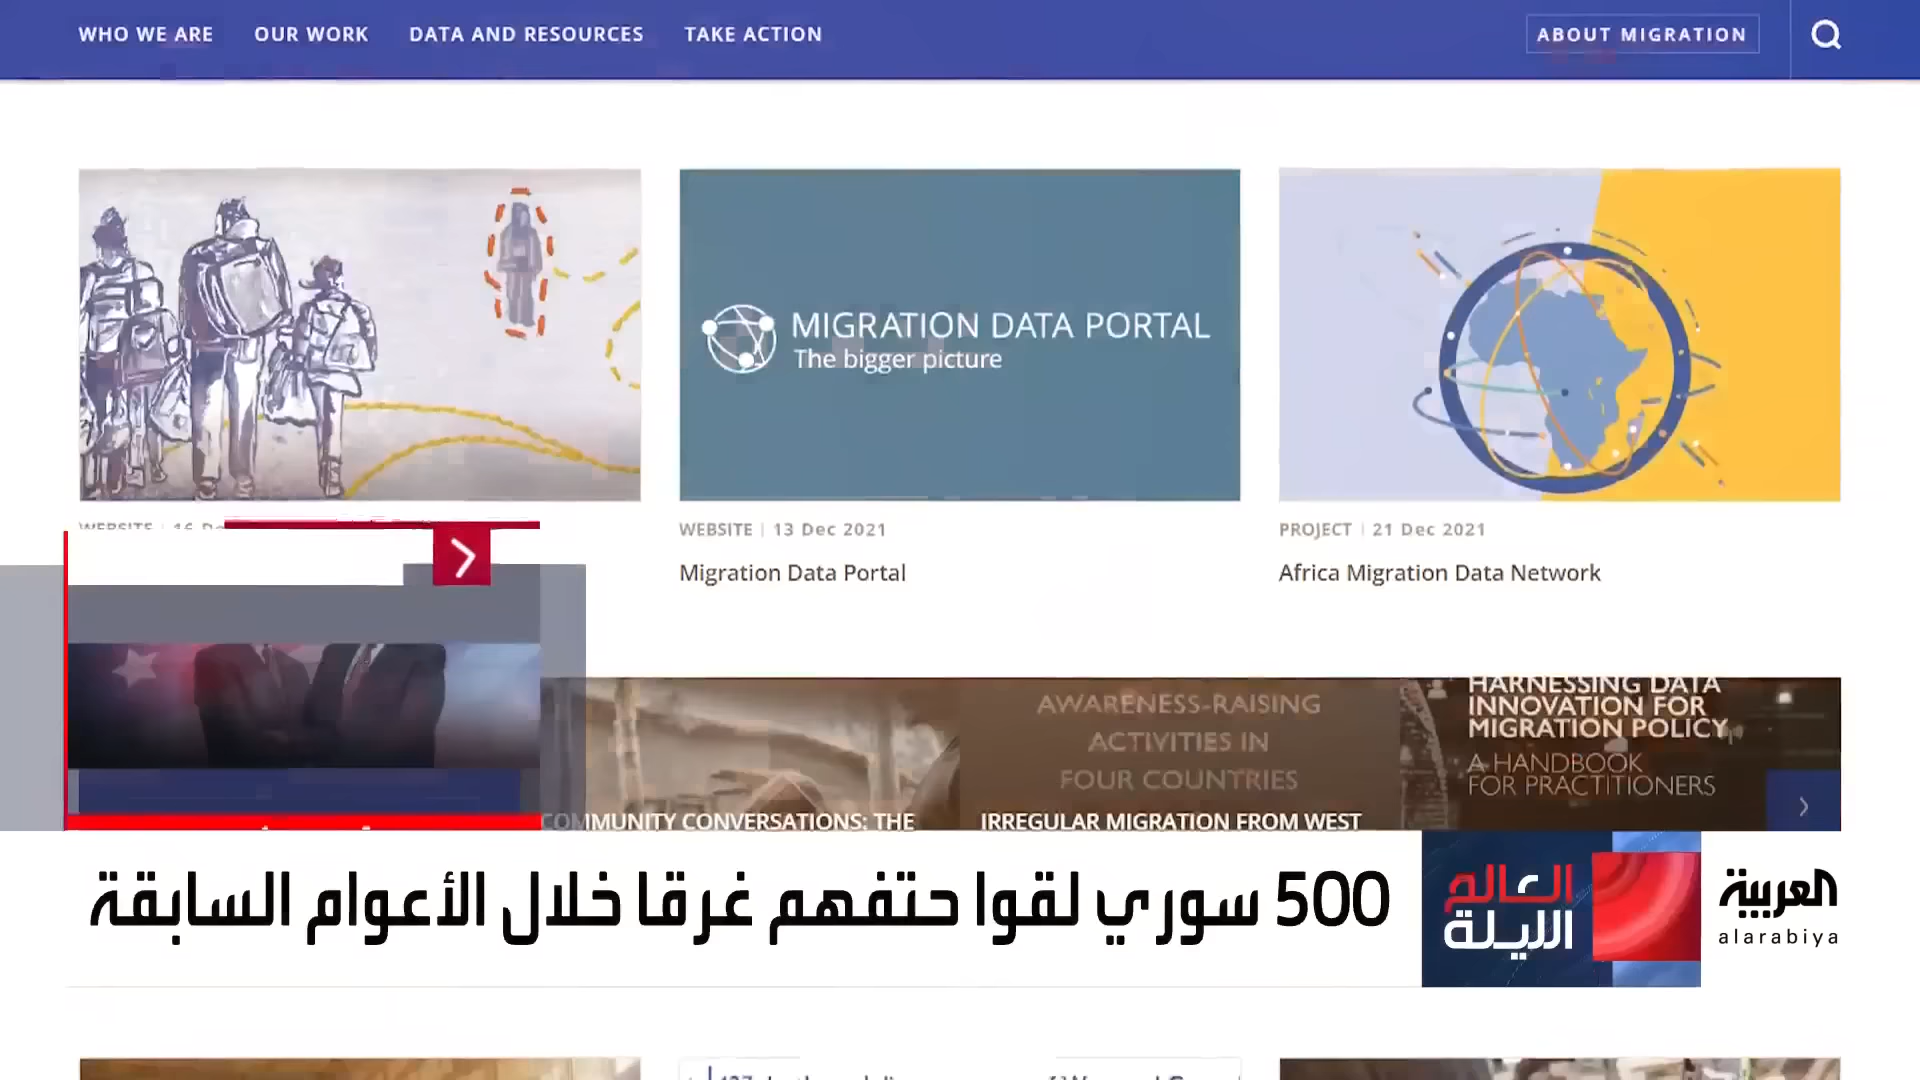 WHO WE ARE OUR WORK DATA AND RESOURCES TAKE ACTION ABOUT MIGRATION
MIGRATION DATA PORTAL
The bigger picture
WEBSITE | 16
WEBSITE | 13 Dec 2021
PROJECT | 21 Dec 2021
Migration Data Portal
Africa Migration Data Network
AWARENESS-RAISING
ACTIVITIES IN
FOUR COUNTRIES
HARNESSING DATA
INNOVATION FOR
MIGRATION POLICY
A HANDBOOK
FOR PRACTITIONERS
COMMUNITY CONVERSATIONS: THE
IRREGULAR MIGRATION FROM WEST
500 سوري لقوا حتفهم غرقا خلال الأعوام السابقة
العالم
الليلة
العربية
alarabiya